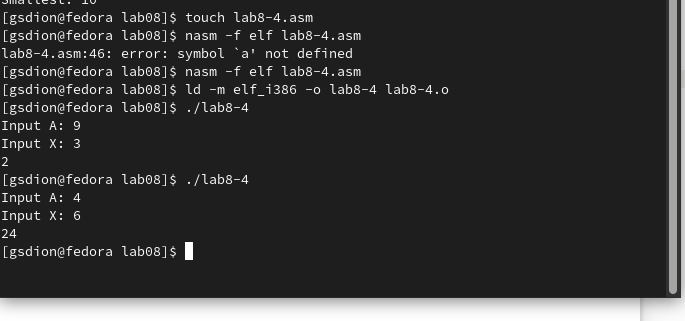 Smallest: 10
[gsdion@fedora lab08]$ touch lab8-4.asm
[gsdion@fedora lab08]$ nasm -f elf lab8-4.asm
lab8-4.asm:46: error: symbol `a' not defined
[gsdion@fedora lab08]$ nasm -f elf lab8-4.asm
[gsdion@fedora lab08]$ ld -m elf_i386 -o lab8-4 lab8-4.o
[gsdion@fedora lab08]$ ./lab8-4
Input A: 9
Input X: 3
2
[gsdion@fedora lab08]$ ./lab8-4
Input A: 4
Input X: 6
24
[gsdion@fedora lab08]$